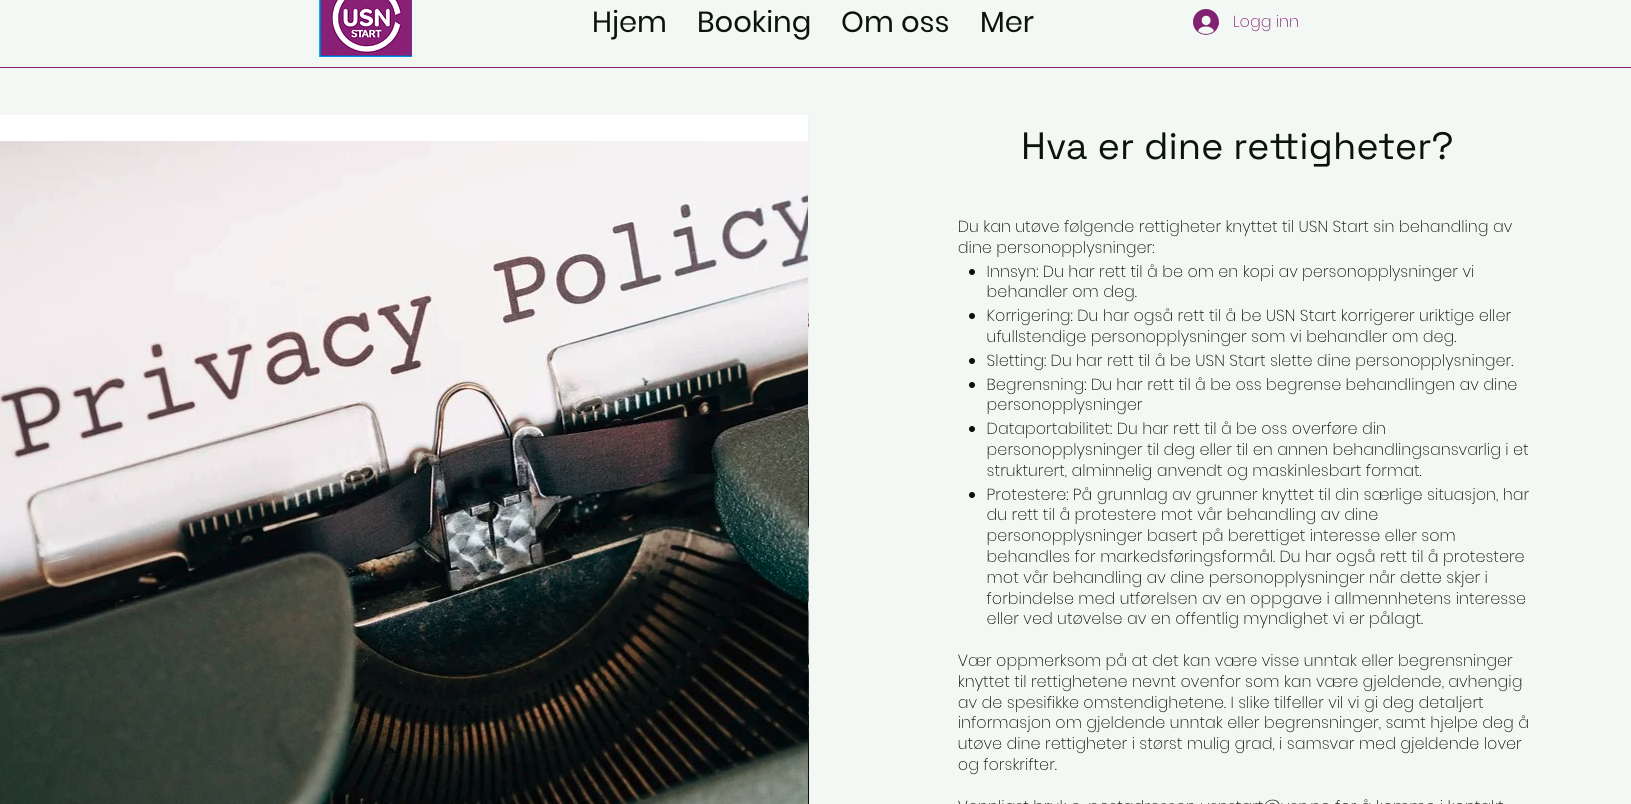 USN
START
Hjem Booking Om oss Mer Logg inn
Privacy Policy
Hva er dine rettigheter?
Du kan utøve følgende rettigheter knyttet til USN Start sin behandling av
dine personopplysninger:
Innsyn: Du har rett til å be om en kopi av personopplysninger vi
behandler om deg.
Korrigering: Du har også rett til å be USN Start korrigerer uriktige eller
ufullstendige personopplysninger som vi behandler om deg.
Sletting: Du har rett til å be USN Start slette dine personopplysninger.
Begrensning: Du har rett til å be oss begrense behandlingen av dine
personopplysninger
Dataportabilitet: Du har rett til å be oss overføre din
personopplysninger til deg eller til en annen behandlingsansvarlig i et
strukturert, alminnelig anvendt og maskinlesbart format.
Protestere: På grunnlag av grunner knyttet til din særlige situasjon, har
du rett til å protestere mot vår behandling av dine
personopplysninger basert på berettiget interesse eller som
behandles for markedsføringsformål. Du har også rett til å protestere
mot vår behandling av dine personopplysninger når dette skjer i
forbindelse med utførelsen av en oppgave i allmennhetens interesse
eller ved utøvelse av en offentlig myndighet vi er pålagt.
Vær oppmerksom på at det kan være visse unntak eller begrensninger
knyttet til rettighetene nevnt ovenfor som kan være gjeldende, avhengig
av de spesifikke omstendighetene. I slike tilfeller vil vi gi deg detaljert
informasjon om gjeldende unntak eller begrensninger, samt hjelpe deg å
utøve dine rettigheter i størst mulig grad, i samsvar med gjeldende lover
og forskrifter.